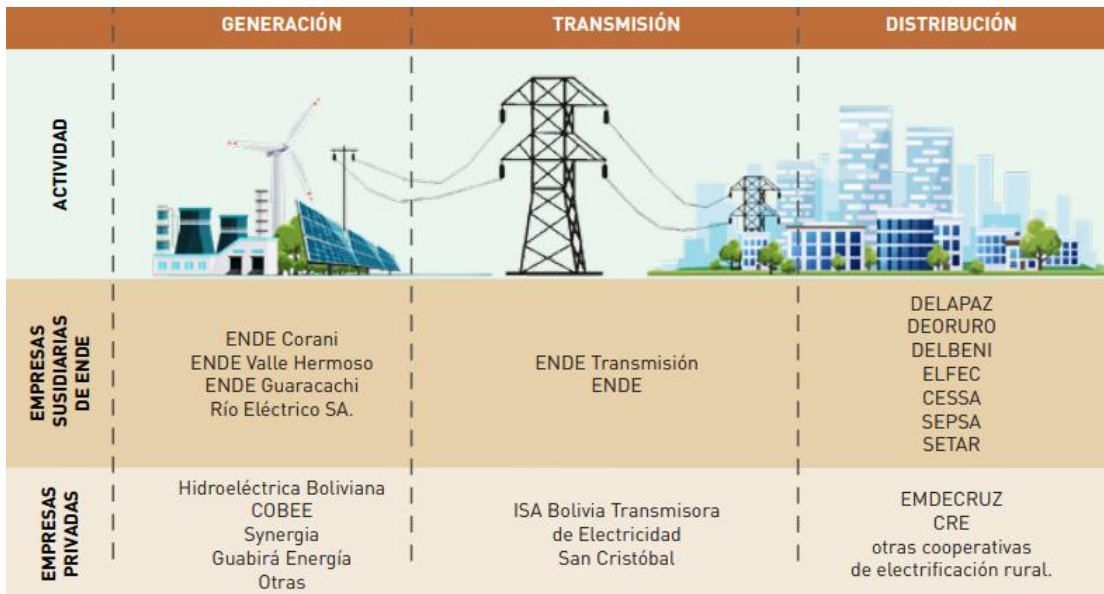 GENERACIÓN
TRANSMISIÓN
DISTRIBUCIÓN
ACTIVIDAD
EMPRESAS
SUSIDIARIAS
DE ENDE
ENDE Corani
ENDE Valle Hermoso
ENDE Guaracachi
Río Eléctrico SA.
ENDE Transmisión
ENDE
DELAPAZ
DEORURO
DELBENI
ELFEC
CESSA
SEPSA
SETAR
EMPRESAS
PRIVADAS
Hidroeléctrica Boliviana
COBEE
Synergia
Guabirá Energía
Otras
ISA Bolivia Transmisora
de Electricidad
San Cristóbal
EMDECRUZ
CRE
otras cooperativas
de electrificación rural.